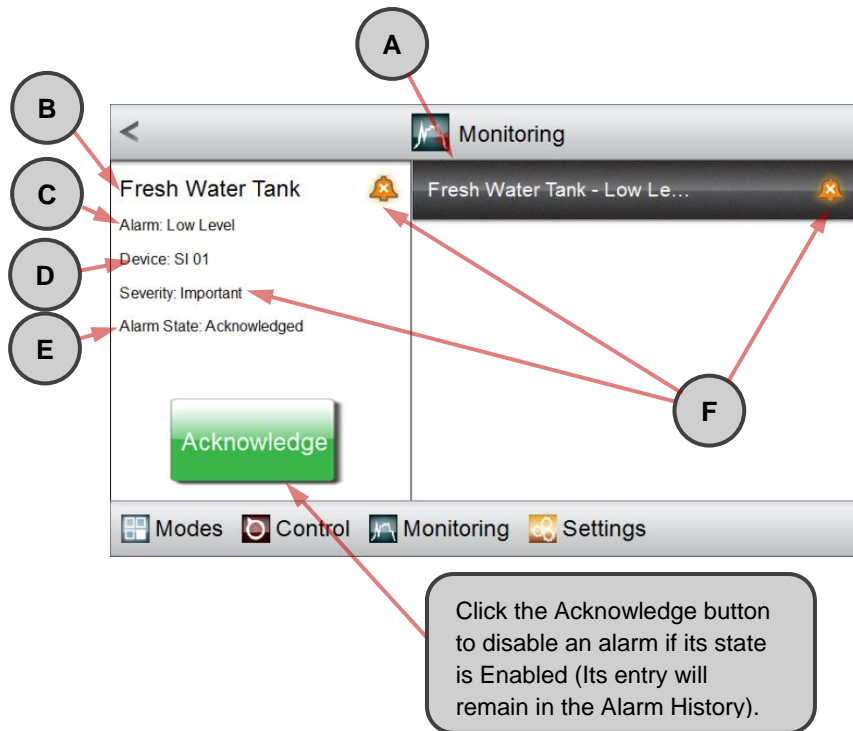 A
B
< Monitoring
Fresh Water Tank
Fresh Water Tank - Low Le...
C
Alarm: Low Level
D
Device: SI 01
Severity: Important
E
Alarm State: Acknowledged
F
Acknowledge
Modes Control Monitoring Settings
Click the Acknowledge button
to disable an alarm if its state
is Enabled (Its entry will
remain in the Alarm History).